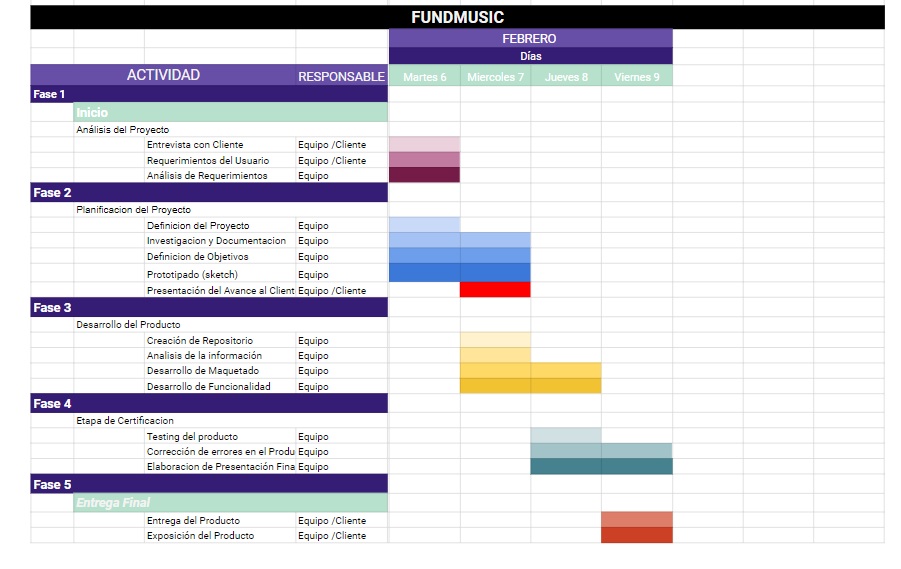 FUNDMUSIC
FEBRERO
Días
ACTIVIDAD RESPONSABLE Martes 6 Miercoles 7 Jueves 8 Viernes 9
Fase 1
Inicio
Análisis del Proyecto
Entrevista con Cliente Equipo /Cliente
Requerimientos del Usuario Equipo /Cliente
Análisis de Requerimientos Equipo
Fase 2
Planificacion del Proyecto
Definicion del Proyecto Equipo
Investigacion y Documentacion Equipo
Definicion de Objetivos Equipo
Prototipado (sketch) Equipo
Presentación del Avance al Client Equipo /Cliente
Fase 3
Desarrollo del Producto
Creación de Repositorio Equipo
Analisis de la información Equipo
Desarrollo de Maquetado Equipo
Desarrollo de Funcionalidad Equipo
Fase 4
Etapa de Certificacion
Testing del producto Equipo
Corrección de errores en el Produ Equipo
Elaboracion de Presentación Fina Equipo
Fase 5
Entrega Final
Entrega del Producto Equipo /Cliente
Exposición del Producto Equipo /Cliente